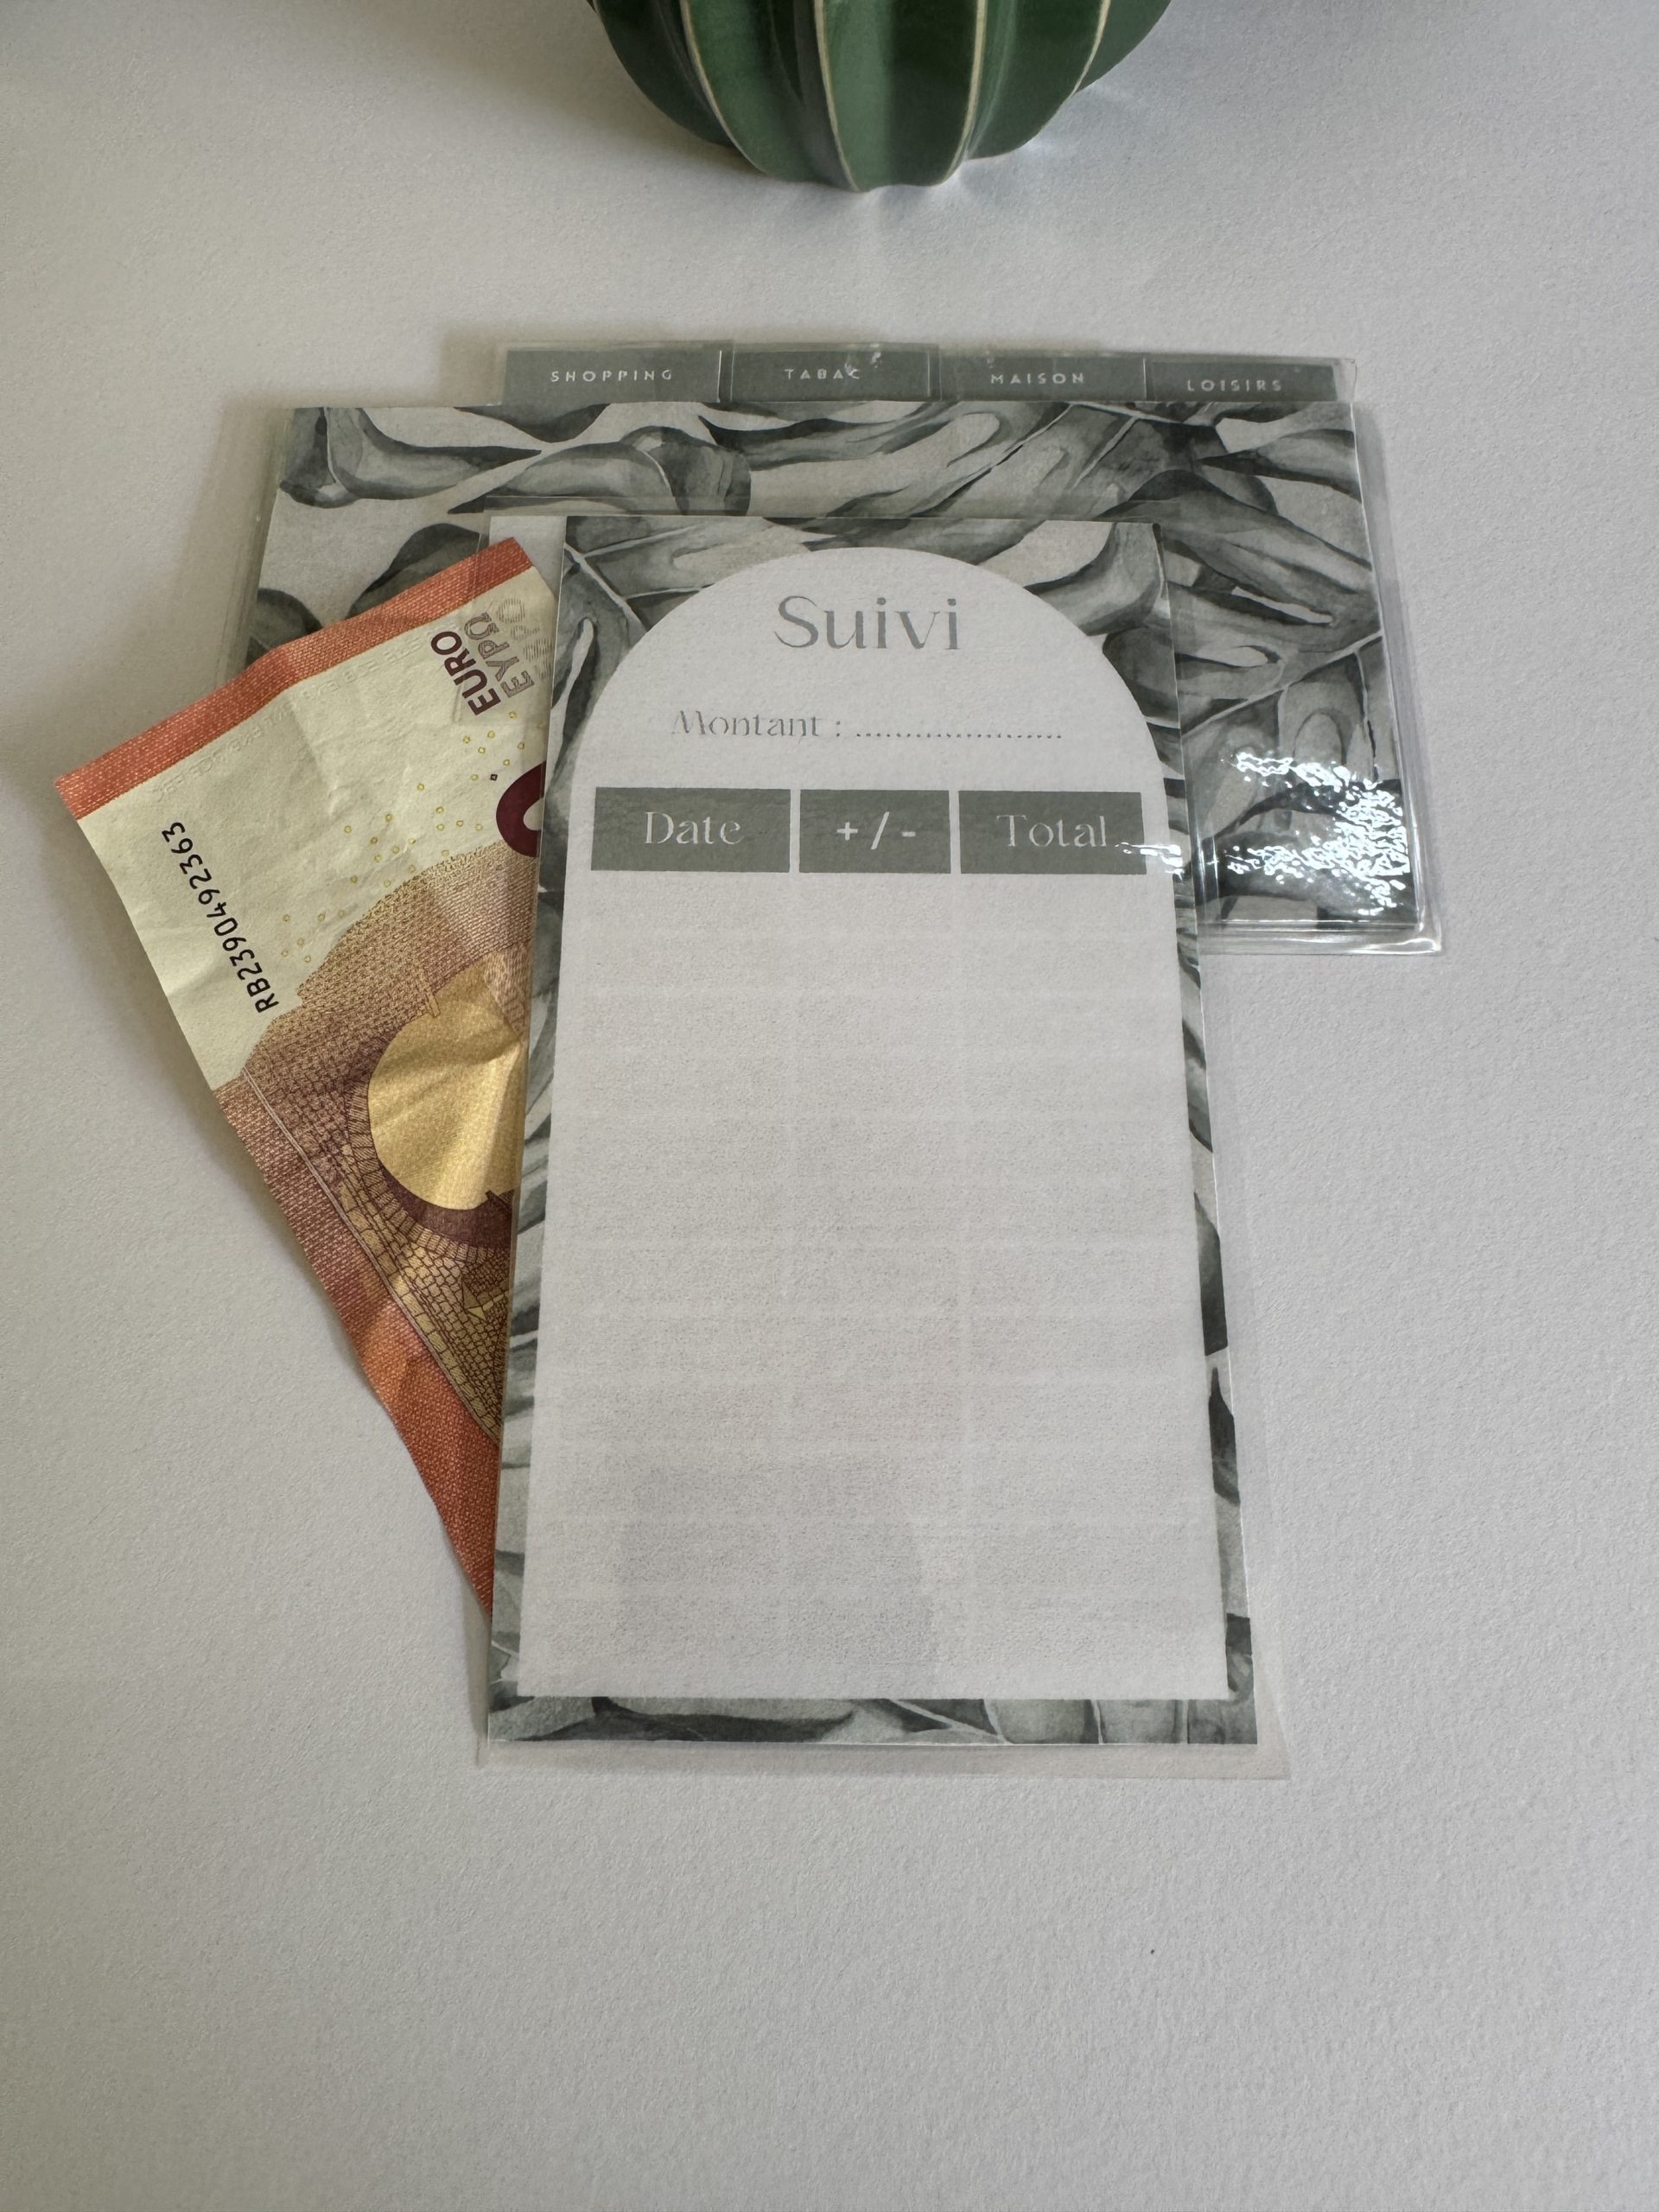 SHOPPING TABAC MAISON LOISIRS
Suivi
Montant : ......................
Date + / - Total
EURO
ΕΥΡΩ
RB2390492363